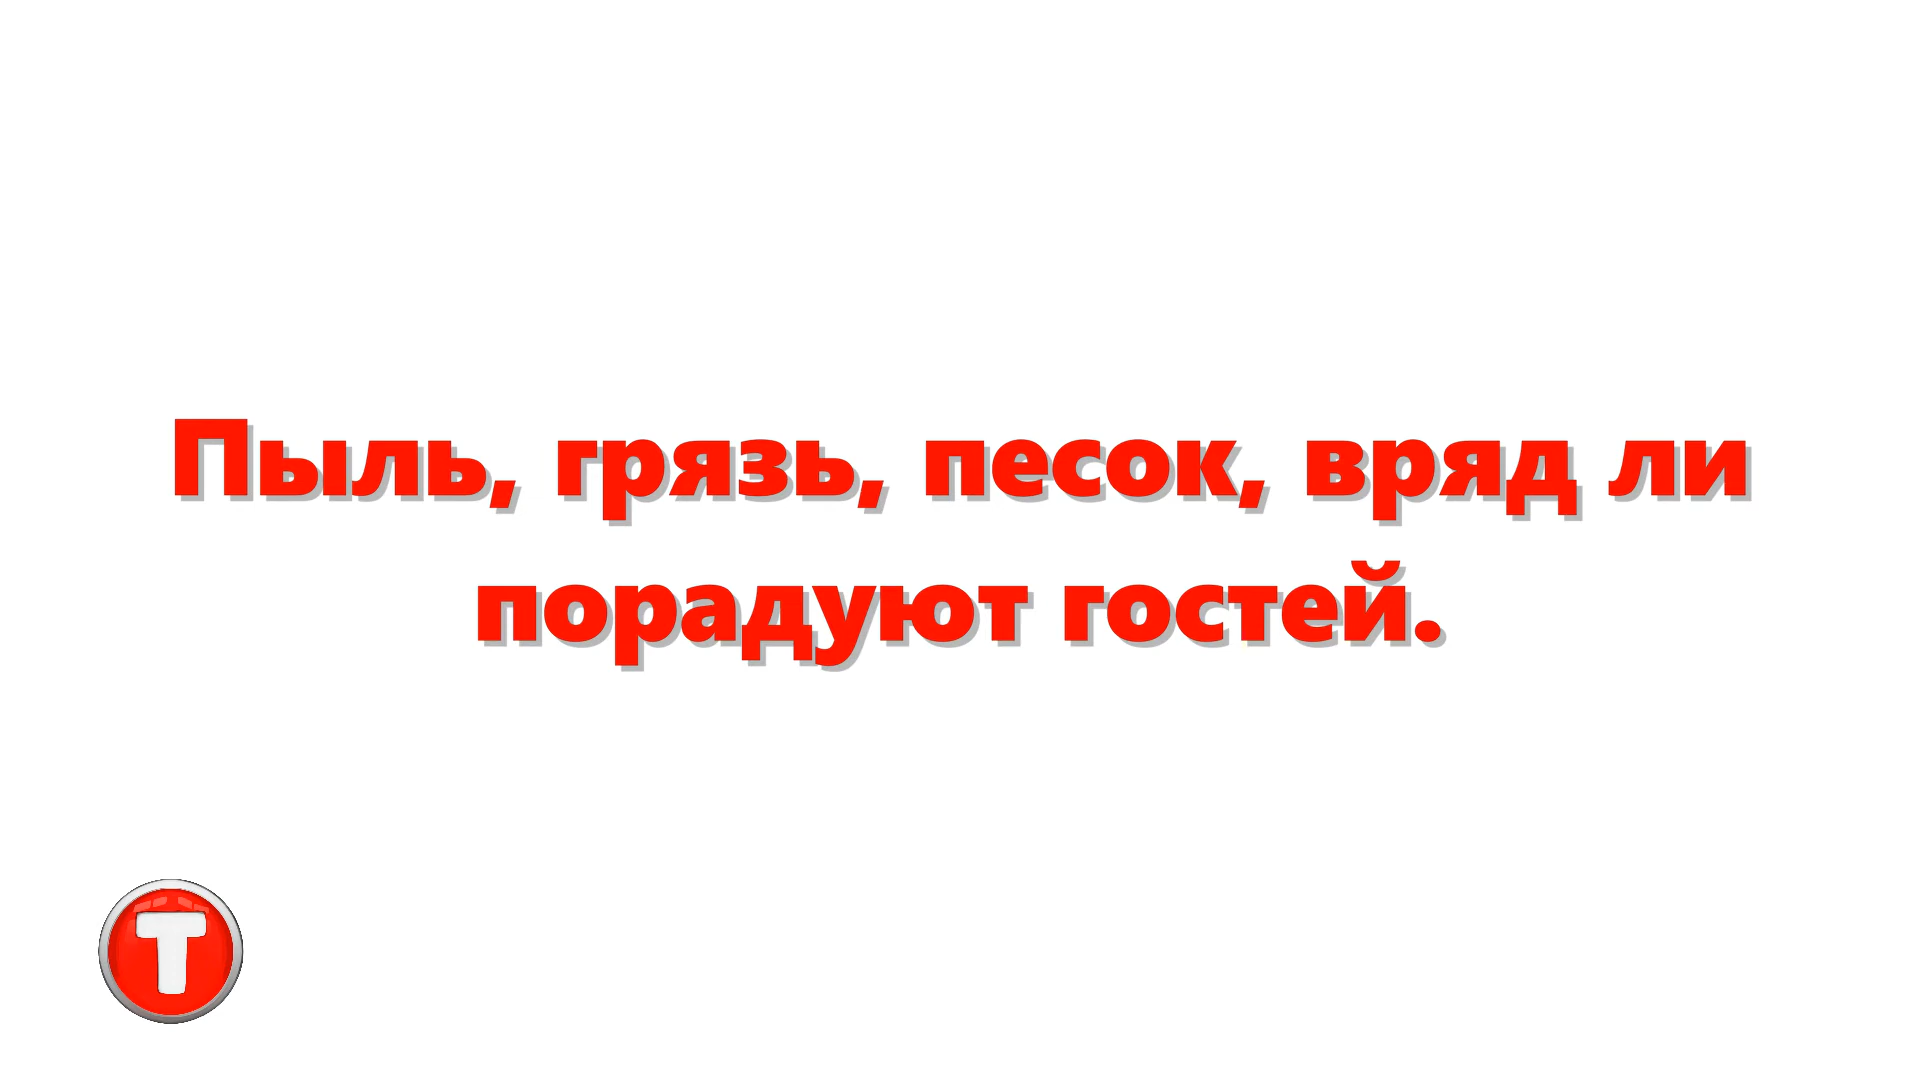 Пыль, грязь, песок, вряд ли
порадуют гостей.
T